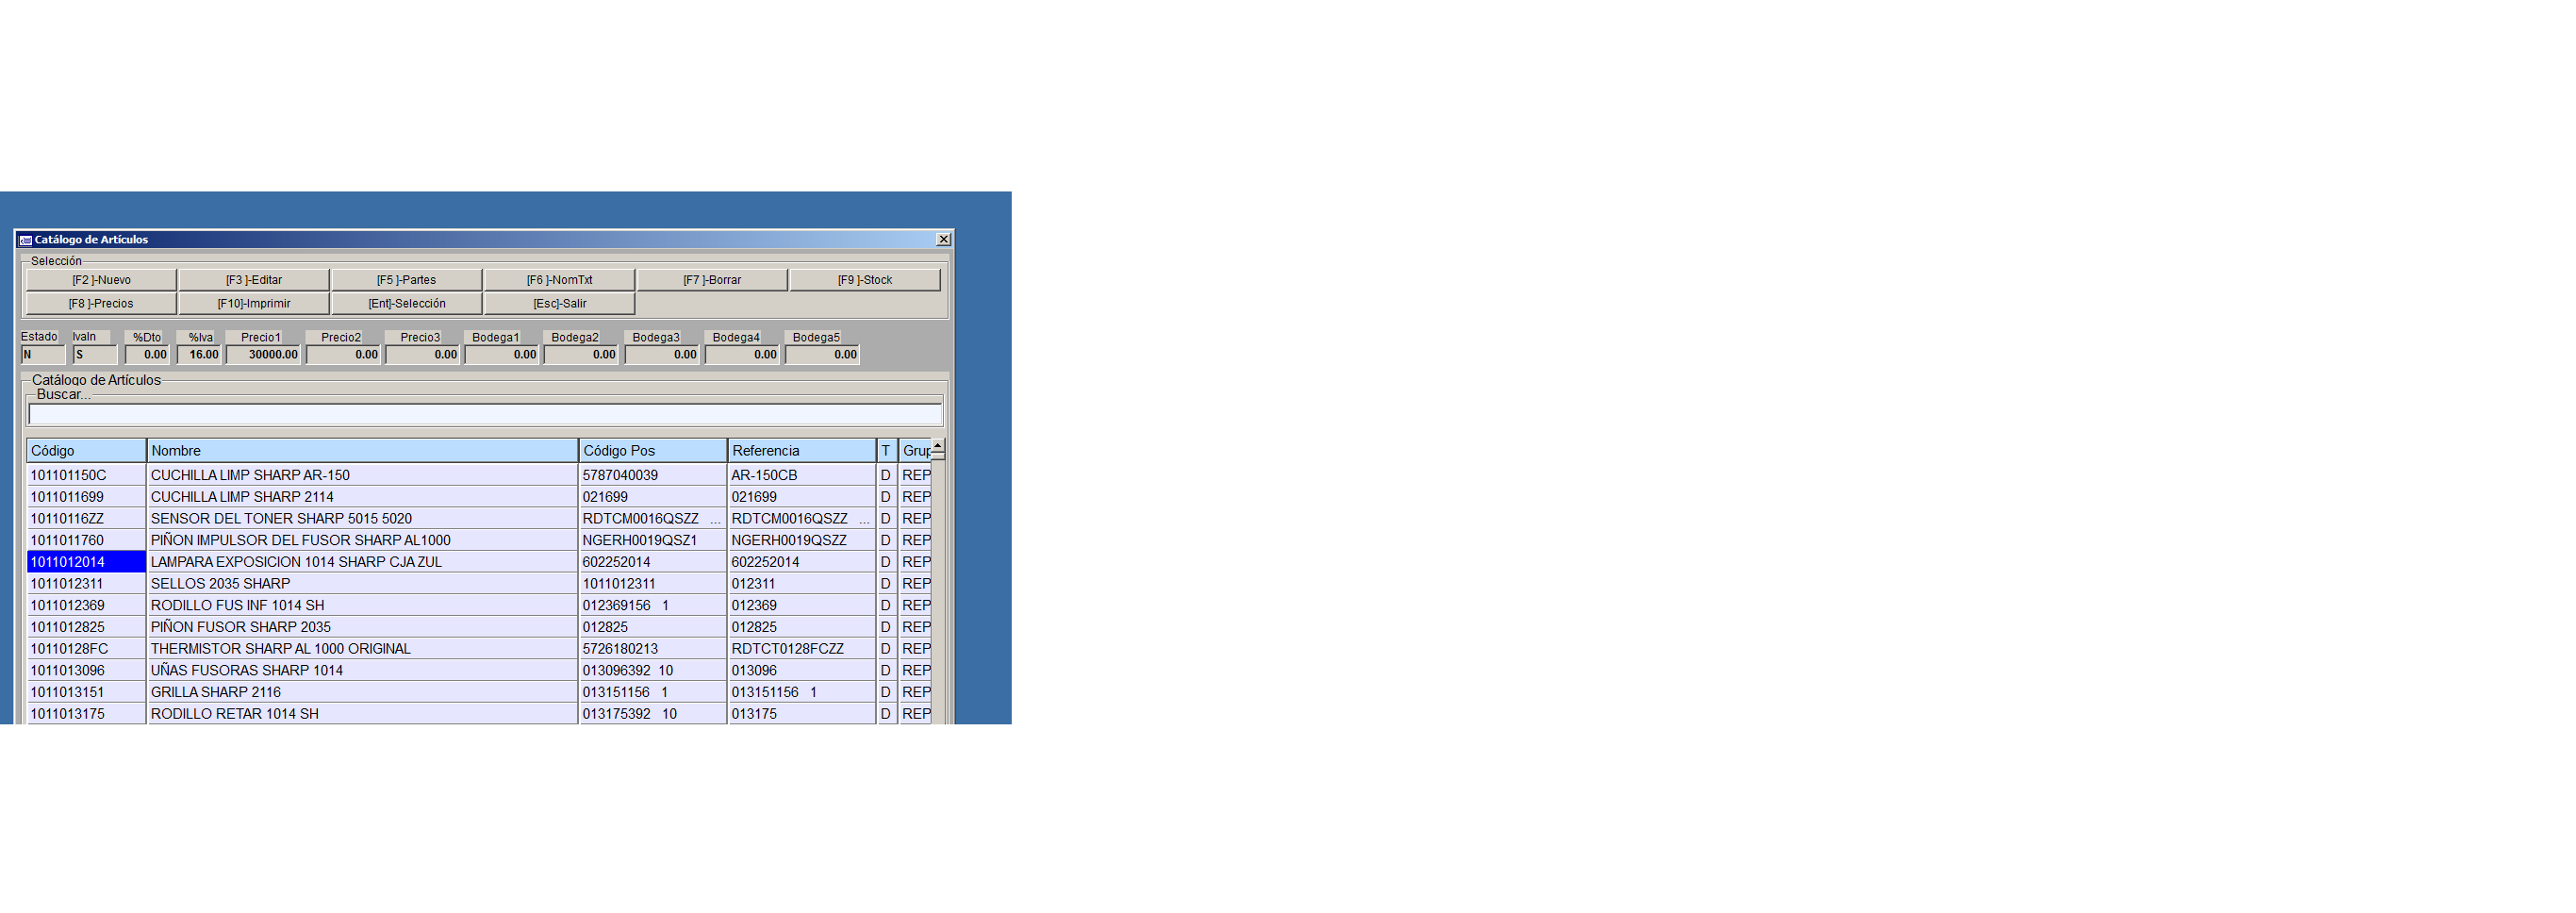 Catálogo de Artículos
Selección
[F2 ]-Nuevo [F3 ]-Editar [F5 ]-Partes [F6 ]-NomTxt [F7 ]-Borrar [F9 ]-Stock
[F8 ]-Precios [F10]-Imprimir [Ent]-Selección [Esc]-Salir
Estado IvaIn %Dto %Iva Precio1 Precio2 Precio3 Bodega1 Bodega2 Bodega3 Bodega4 Bodega5
N S 0.00 16.00 30000.00 0.00 0.00 0.00 0.00 0.00 0.00 0.00
Catálogo de Artículos
Buscar...
Código Nombre Código Pos Referencia T Grup
101101150C CUCHILLA LIMP SHARP AR-150 5787040039 AR-150CB D REP
1011011699 CUCHILLA LIMP SHARP 2114 021699 021699 D REP
10110116ZZ SENSOR DEL TONER SHARP 5015 5020 RDTCM0016QSZZ ... RDTCM0016QSZZ ... D REP
1011011760 PIÑON IMPULSOR DEL FUSOR SHARP AL1000 NGERH0019QSZ1 NGERH0019QSZZ D REP
1011012014 LAMPARA EXPOSICION 1014 SHARP CJA ZUL 602252014 602252014 D REP
1011012311 SELLOS 2035 SHARP 1011012311 012311 D REP
1011012369 RODILLO FUS INF 1014 SH 012369156 1 012369 D REP
1011012825 PIÑON FUSOR SHARP 2035 012825 012825 D REP
10110128FC THERMISTOR SHARP AL 1000 ORIGINAL 5726180213 RDTCT0128FCZZ D REP
1011013096 UÑAS FUSORAS SHARP 1014 013096392 10 013096 D REP
1011013151 GRILLA SHARP 2116 013151156 1 013151156 1 D REP
1011013175 RODILLO RETAR 1014 SH 013175392 10 013175 D REP